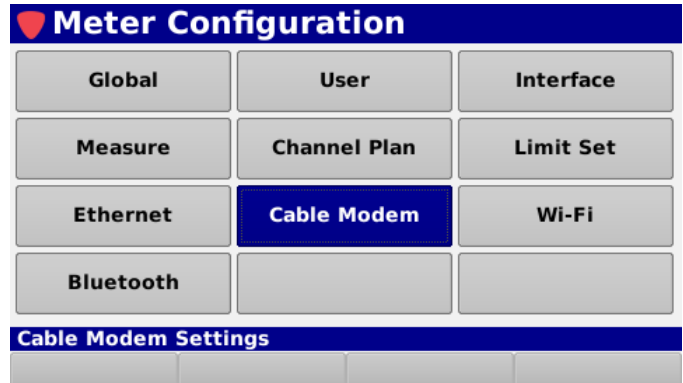 Meter Configuration
Global User Interface
Measure Channel Plan Limit Set
Ethernet Cable Modem Wi-Fi
Bluetooth
Cable Modem Settings